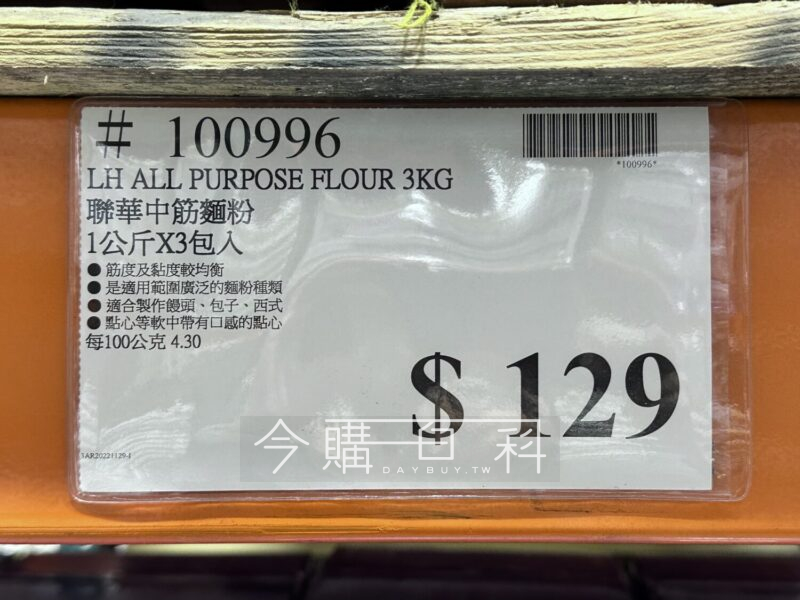 # 100996
*100996*
LH ALL PURPOSE FLOUR 3KG
聯華中筋麵粉
1公斤X3包入
● 筋度及黏度較均衡
● 是適用範圍廣泛的麵粉種類
● 適合製作饅頭、包子、西式
● 點心等軟中帶有口感的點心
每100公克 4.30
$ 129
今購百科
DAYBUY.TW
TAR20221129-1